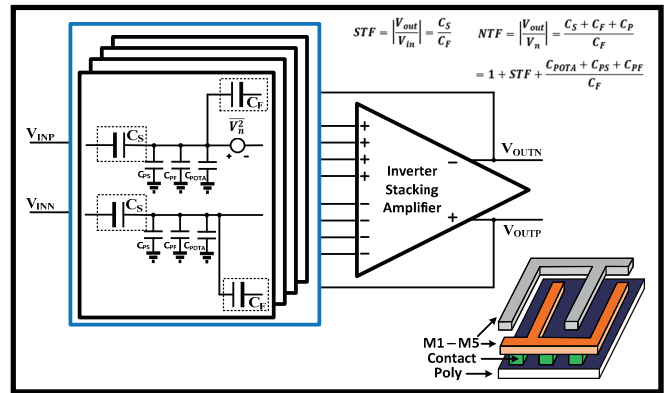 STF = |V_out / V_in| = C_S / C_F
NTF = |V_out / V_n| = (C_S + C_F + C_P) / C_F
= 1 + STF + (C_POTA + C_PS + C_PF) / C_F
C_F
V_n^2
C_S
+ -
V_INP
C_PS C_PF C_POTA
V_INN
C_S
C_PS C_PF C_POTA
C_F
+
+
+
+
-
-
-
-
Inverter
Stacking
Amplifier
-
+
V_OUTN
V_OUTP
M1 – M5
Contact
Poly